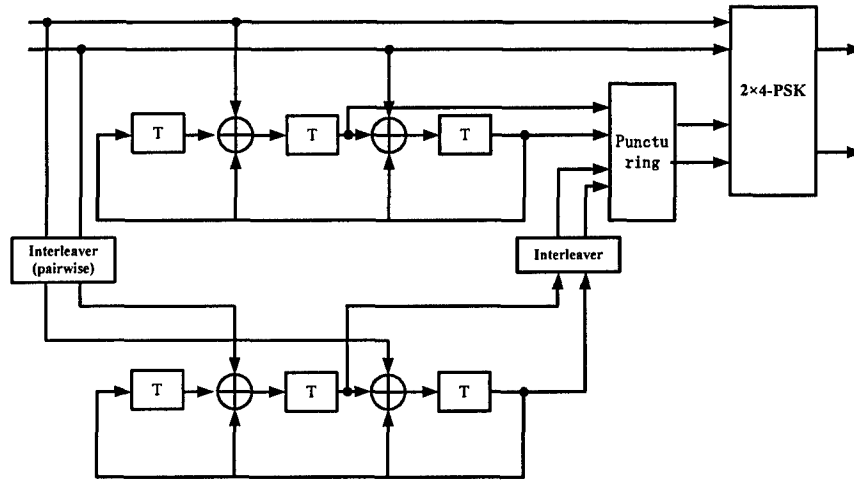 2×4-PSK
T
T
T
Punctu
ring
Interleaver
(pairwise)
Interleaver
T
T
T